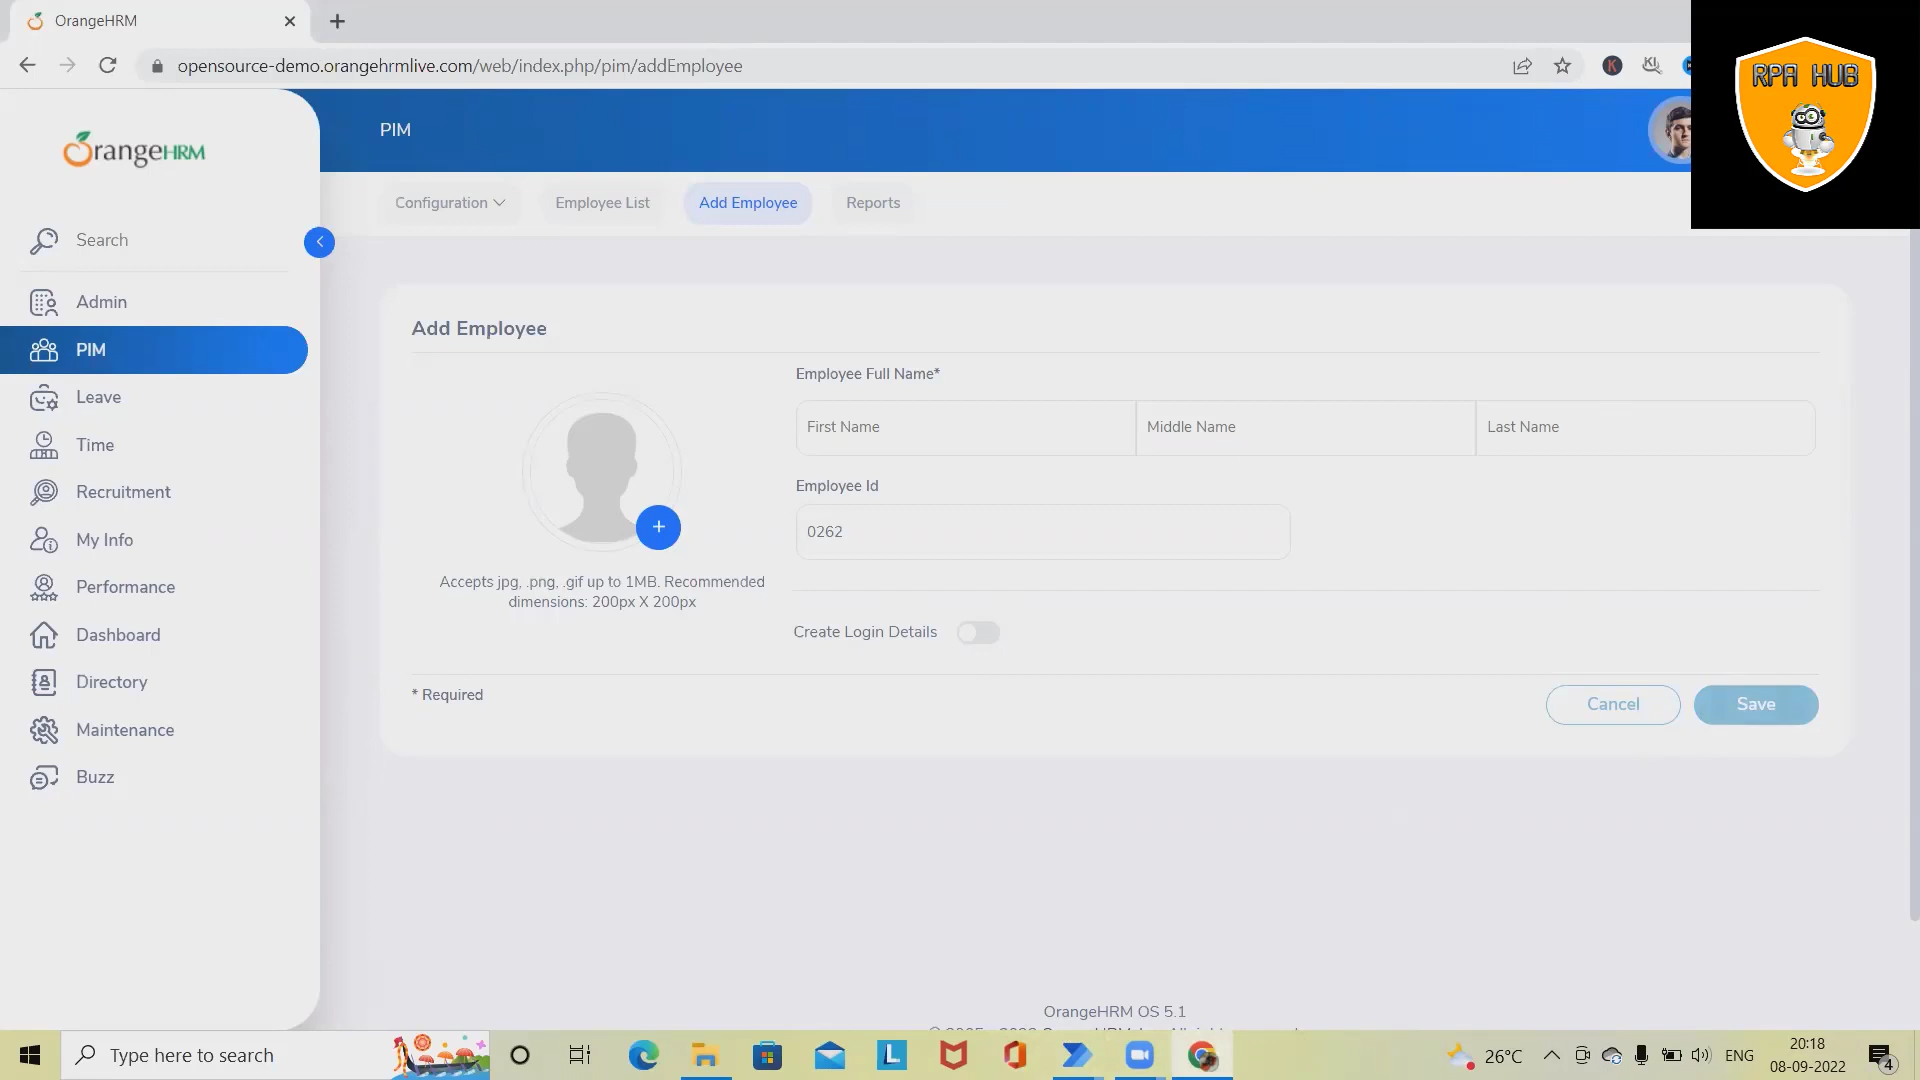 OrangeHRM
opensource-demo.orangehrmlive.com/web/index.php/pim/addEmployee
RPA HUB
OrangeHRM
PIM
Configuration
Employee List
Add Employee
Reports
Search
Admin
PIM
Leave
Time
Recruitment
My Info
Performance
Dashboard
Directory
Maintenance
Buzz
Add Employee
Employee Full Name*
First Name
Middle Name
Last Name
Employee Id
0262
Accepts jpg, .png, .gif up to 1MB. Recommended
dimensions: 200px X 200px
Create Login Details
* Required
Cancel
Save
OrangeHRM OS 5.1
Type here to search
26°C
ENG
20:18
08-09-2022
4